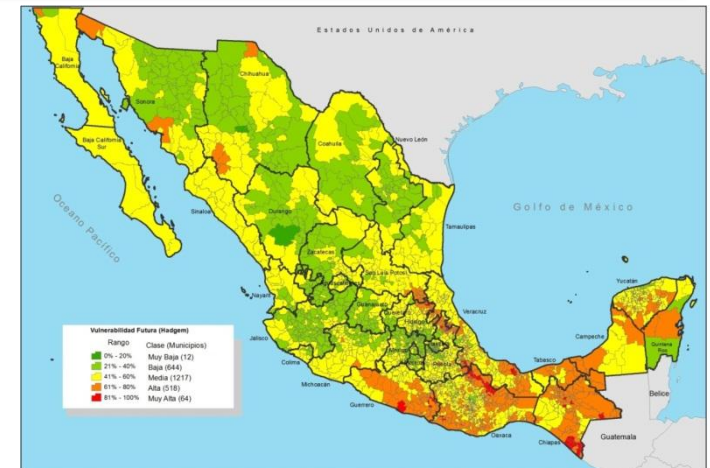 Estados Unidos de América
Baja
California
Sonora
Chihuahua
Baja California
Sur
Coahuila
Nuevo León
Sinaloa
Durango
Tamaulipas
Zacatecas
San Luis Potosí
Oceano Pacífico
Golfo de México
Nayarit
Guanajuato
Hidalgo
Veracruz
Yucatán
Jalisco
Campeche
Quintana
Roo
Colima
Tabasco
Michoacán
Belice
Guerrero
Oaxaca
Chiapas
Guatemala
Vulnerabilidad Futura (Hadgem)
Rango Clase (Municipios)
0% - 20% Muy Baja (12)
21% - 40% Baja (644)
41% - 60% Media (1217)
61% - 80% Alta (518)
81% - 100% Muy Alta (64)